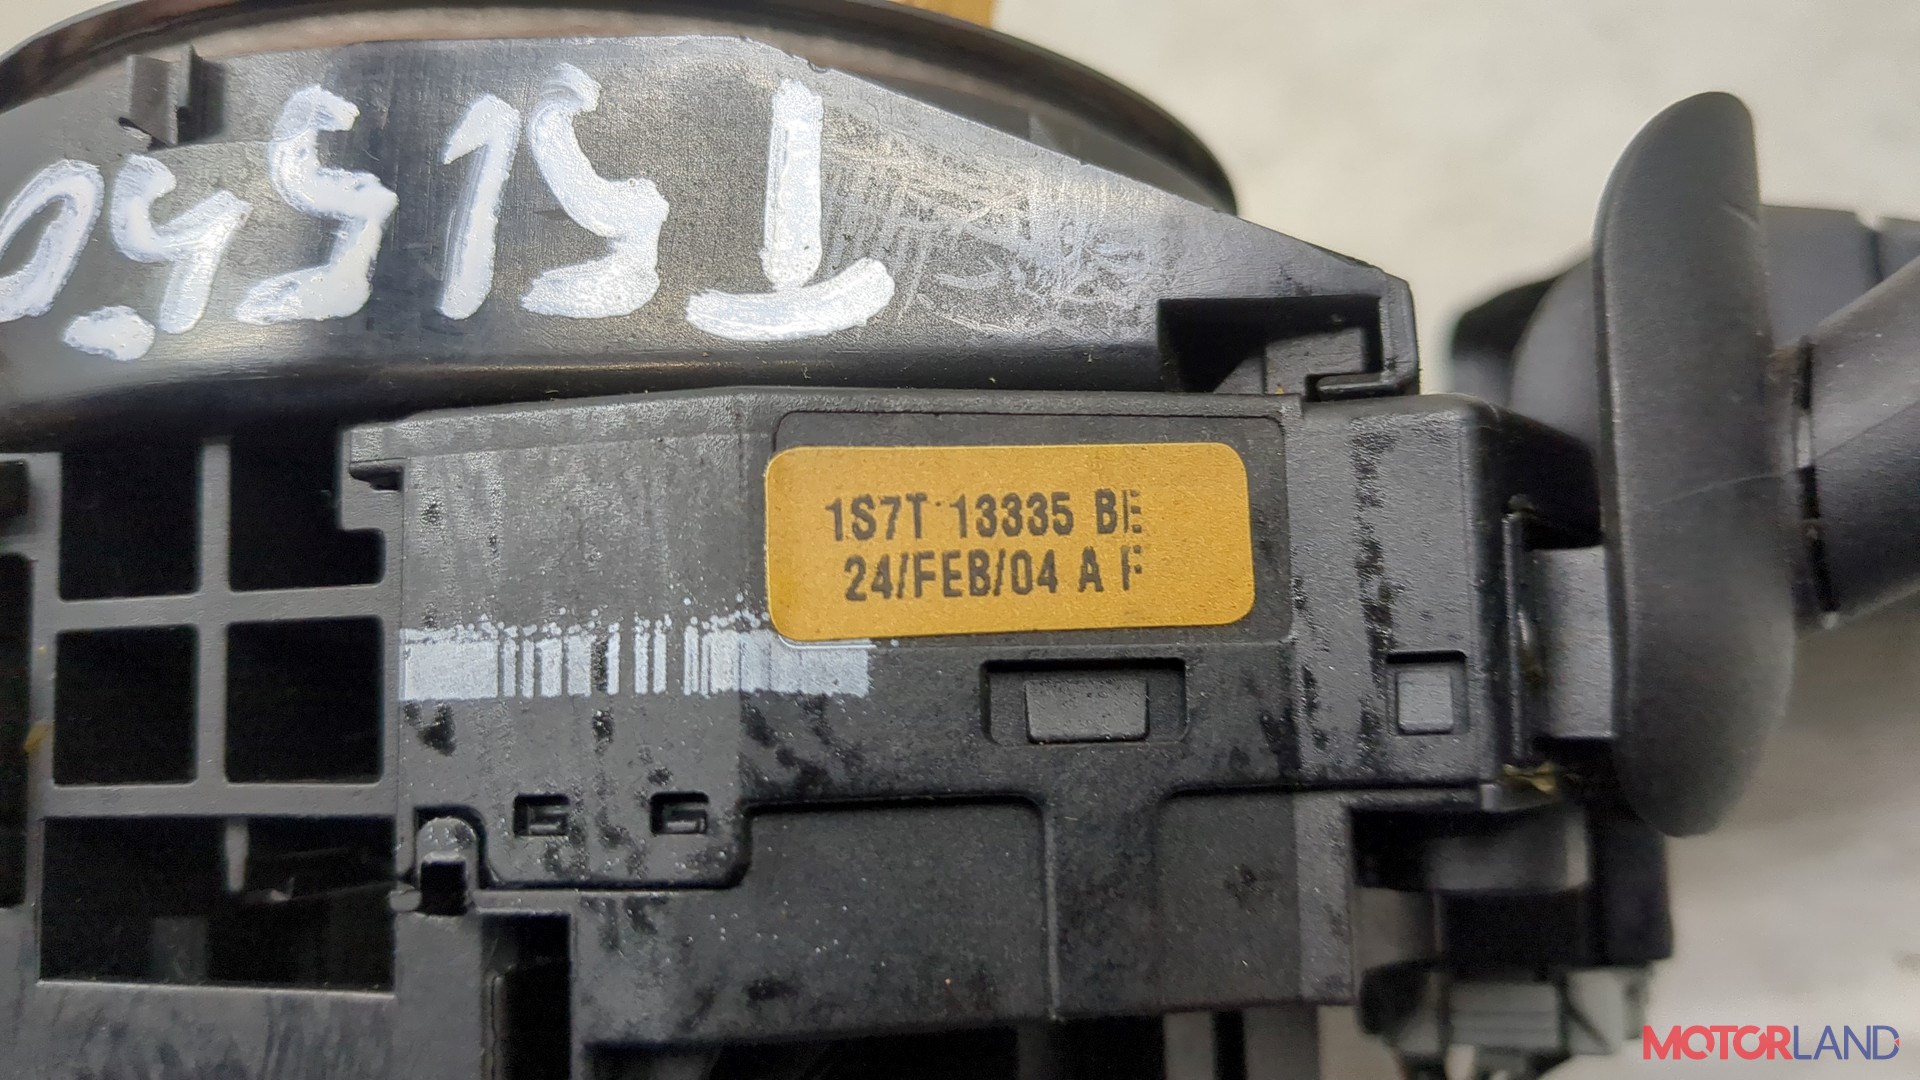 1S7T 13335 BE
24/FEB/04 A F
MOTORLAND